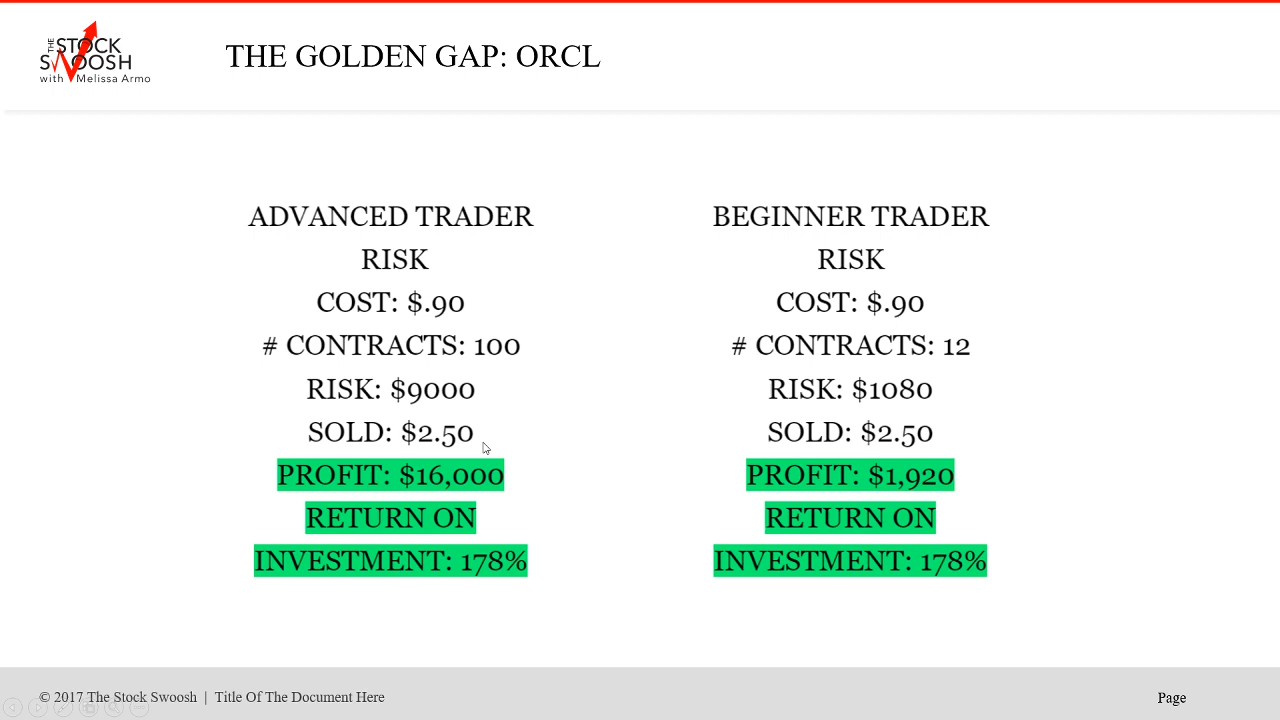 THE STOCK
SWOOSH
with Melissa Armo
THE GOLDEN GAP: ORCL
ADVANCED TRADER
RISK
COST: $.90
# CONTRACTS: 100
RISK: $9000
SOLD: $2.50
PROFIT: $16,000
RETURN ON
INVESTMENT: 178%
BEGINNER TRADER
RISK
COST: $.90
# CONTRACTS: 12
RISK: $1080
SOLD: $2.50
PROFIT: $1,920
RETURN ON
INVESTMENT: 178%
© 2017 The Stock Swoosh | Title Of The Document Here
Page